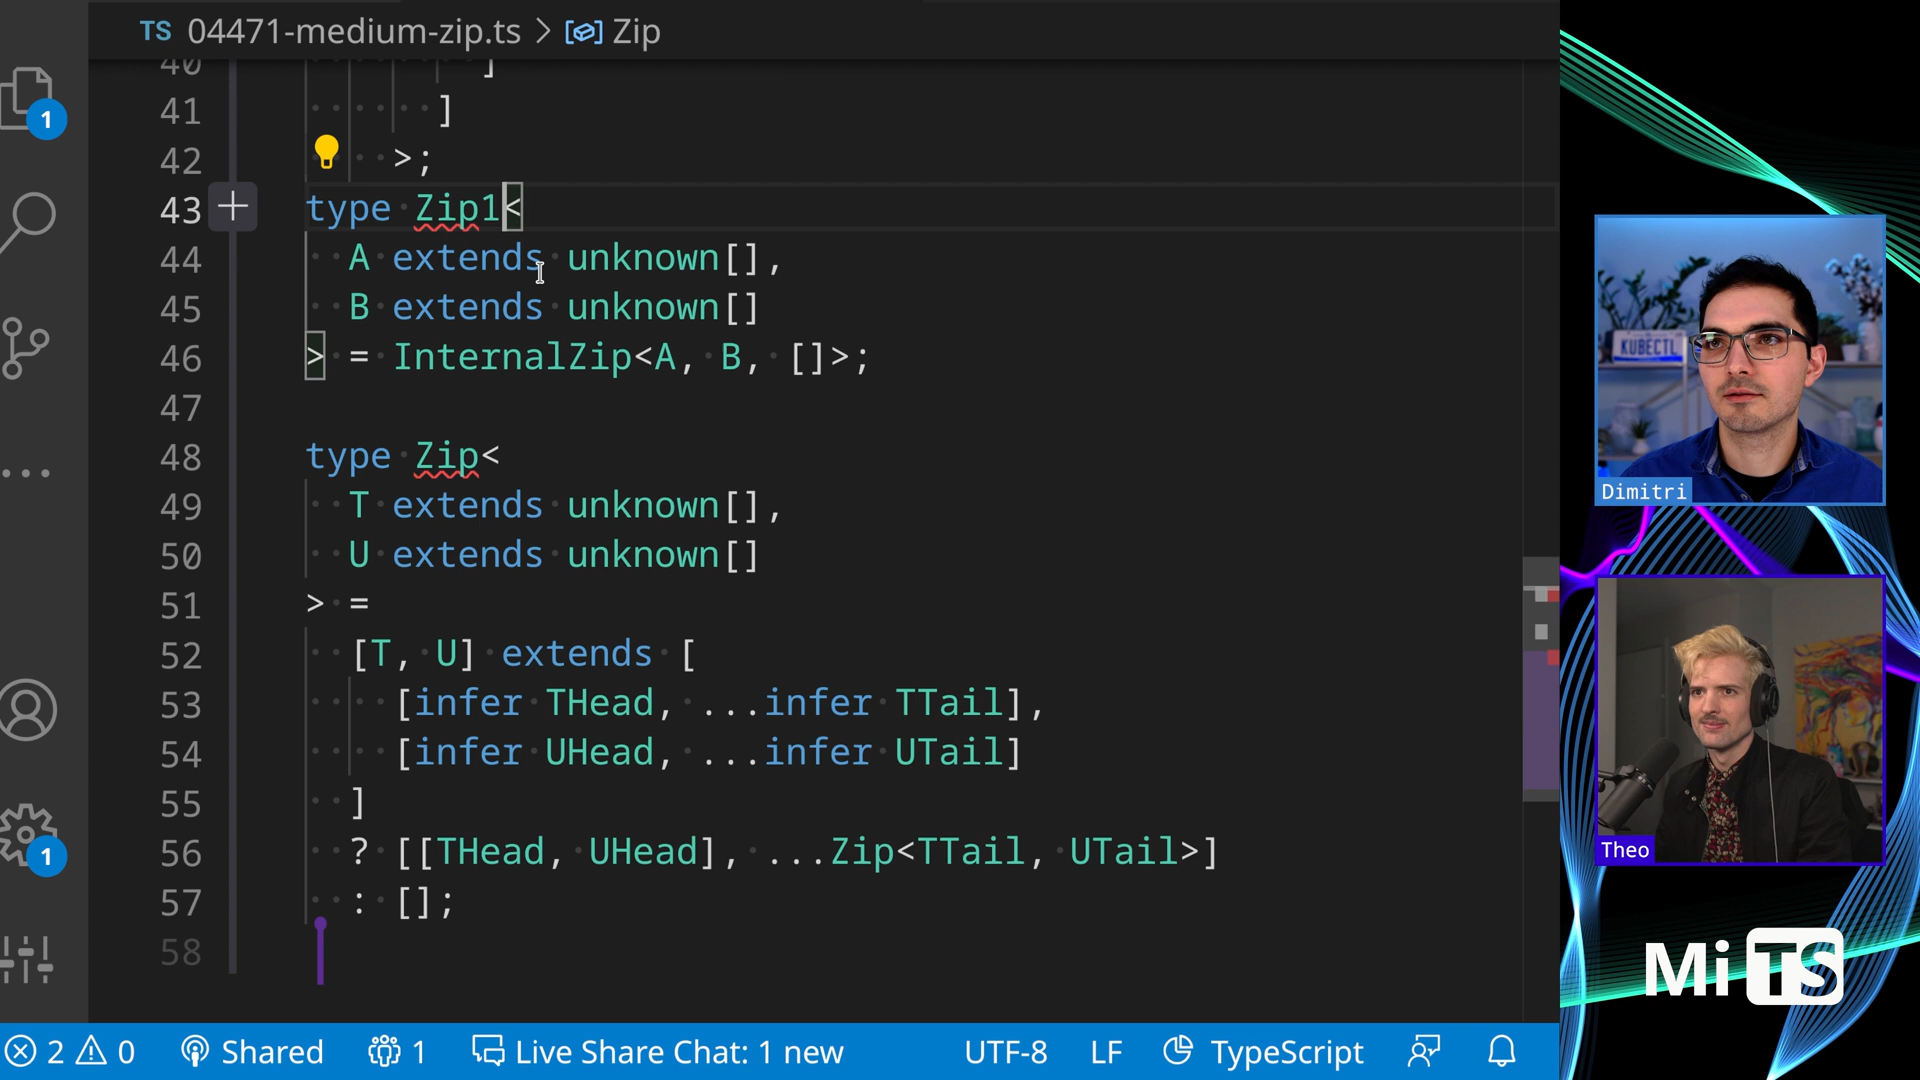 TS 04471-medium-zip.ts > Zip
40 ]
41 ]
42 >;
43 type Zip1<
44 A extends unknown[],
45 B extends unknown[]
46 > = InternalZip<A, B, []>;
47
48 type Zip<
49 T extends unknown[],
50 U extends unknown[]
51 > =
52 [T, U] extends [
53 [infer THead, ...infer TTail],
54 [infer UHead, ...infer UTail]
55 ]
56 ? [[THead, UHead], ...Zip<TTail, UTail>]
57 : [];
58
1
1
2 0 Shared 1 Live Share Chat: 1 new UTF-8 LF TypeScript
KUBECTL
Dimitri
Theo
MiTS